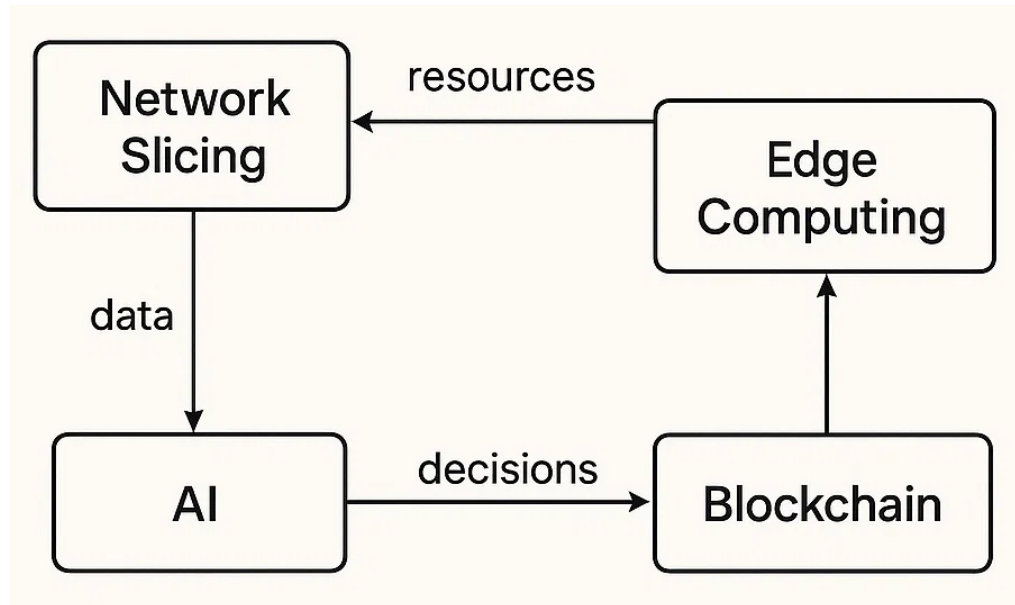 Network
Slicing
resources
Edge
Computing
data
AI
decisions
Blockchain